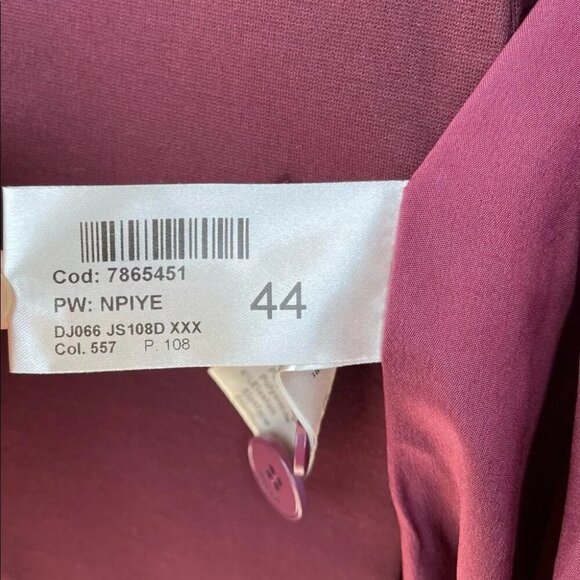 Cod: 7865451
PW: NPIYE
44
DJ066 JS108D XXX
Col. 557 P. 108